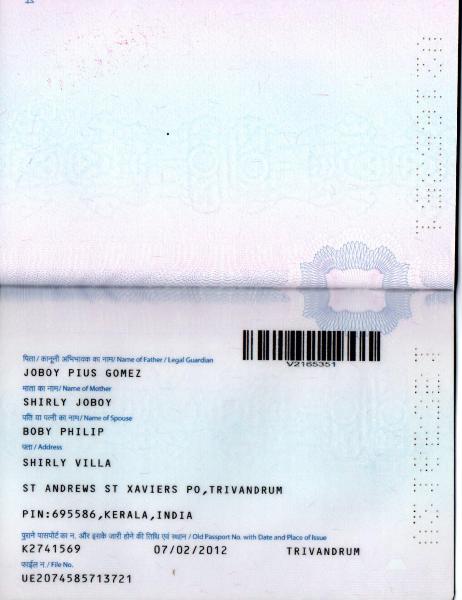 V2165351
पिता / कानूनी अभिभावक का नाम / Name of Father / Legal Guardian
JOBOY PIUS GOMEZ
माता का नाम / Name of Mother
SHIRLY JOBOY
पति या पत्नी का नाम / Name of Spouse
BOBY PHILIP
पता / Address
SHIRLY VILLA
ST ANDREWS ST XAVIERS PO,TRIVANDRUM
PIN:695586,KERALA,INDIA
पुराने पासपोर्ट का न. और इसके जारी होने की तिथि एवं स्थान / Old Passport No. with Date and Place of Issue
K2741569 07/02/2012 TRIVANDRUM
फाईल न. / File No.
UE2074585713721